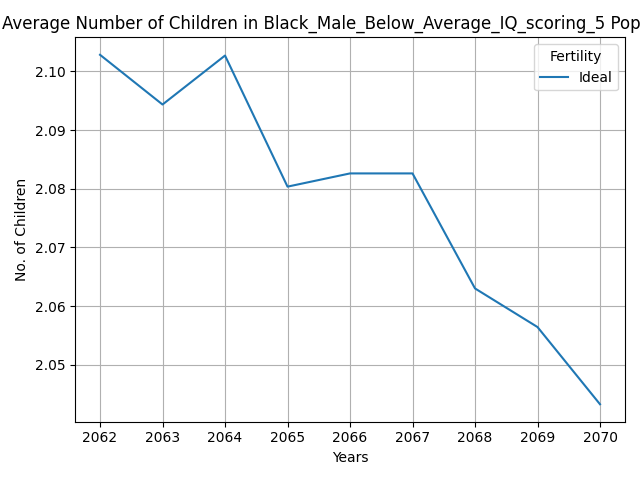 Average Number of Children in Black_Male_Below_Average_IQ_scoring_5 Pop
Fertility
Ideal
2.10
2.09
2.08
2.07
2.06
2.05
No. of Children
2062 2063 2064 2065 2066 2067 2068 2069 2070
Years